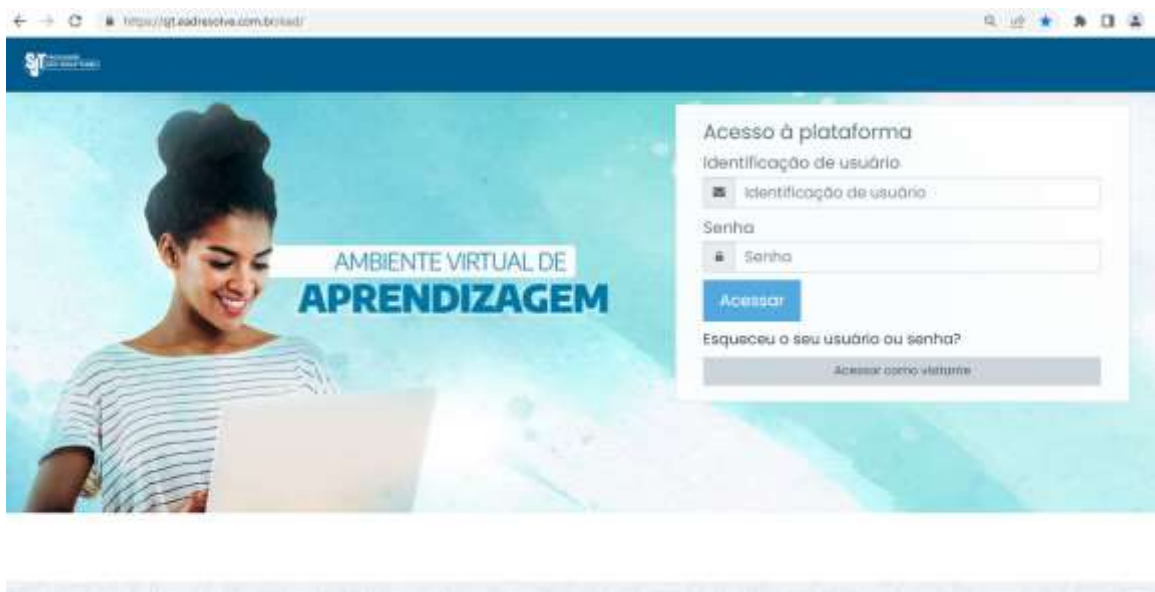 SJT
Acesso à plataforma
Identificação de usuário
Identificação de usuário
Senha
Senha
Acessar
Esqueceu o seu usuário ou senha?
Acessar como visitante
AMBIENTE VIRTUAL DE
APRENDIZAGEM